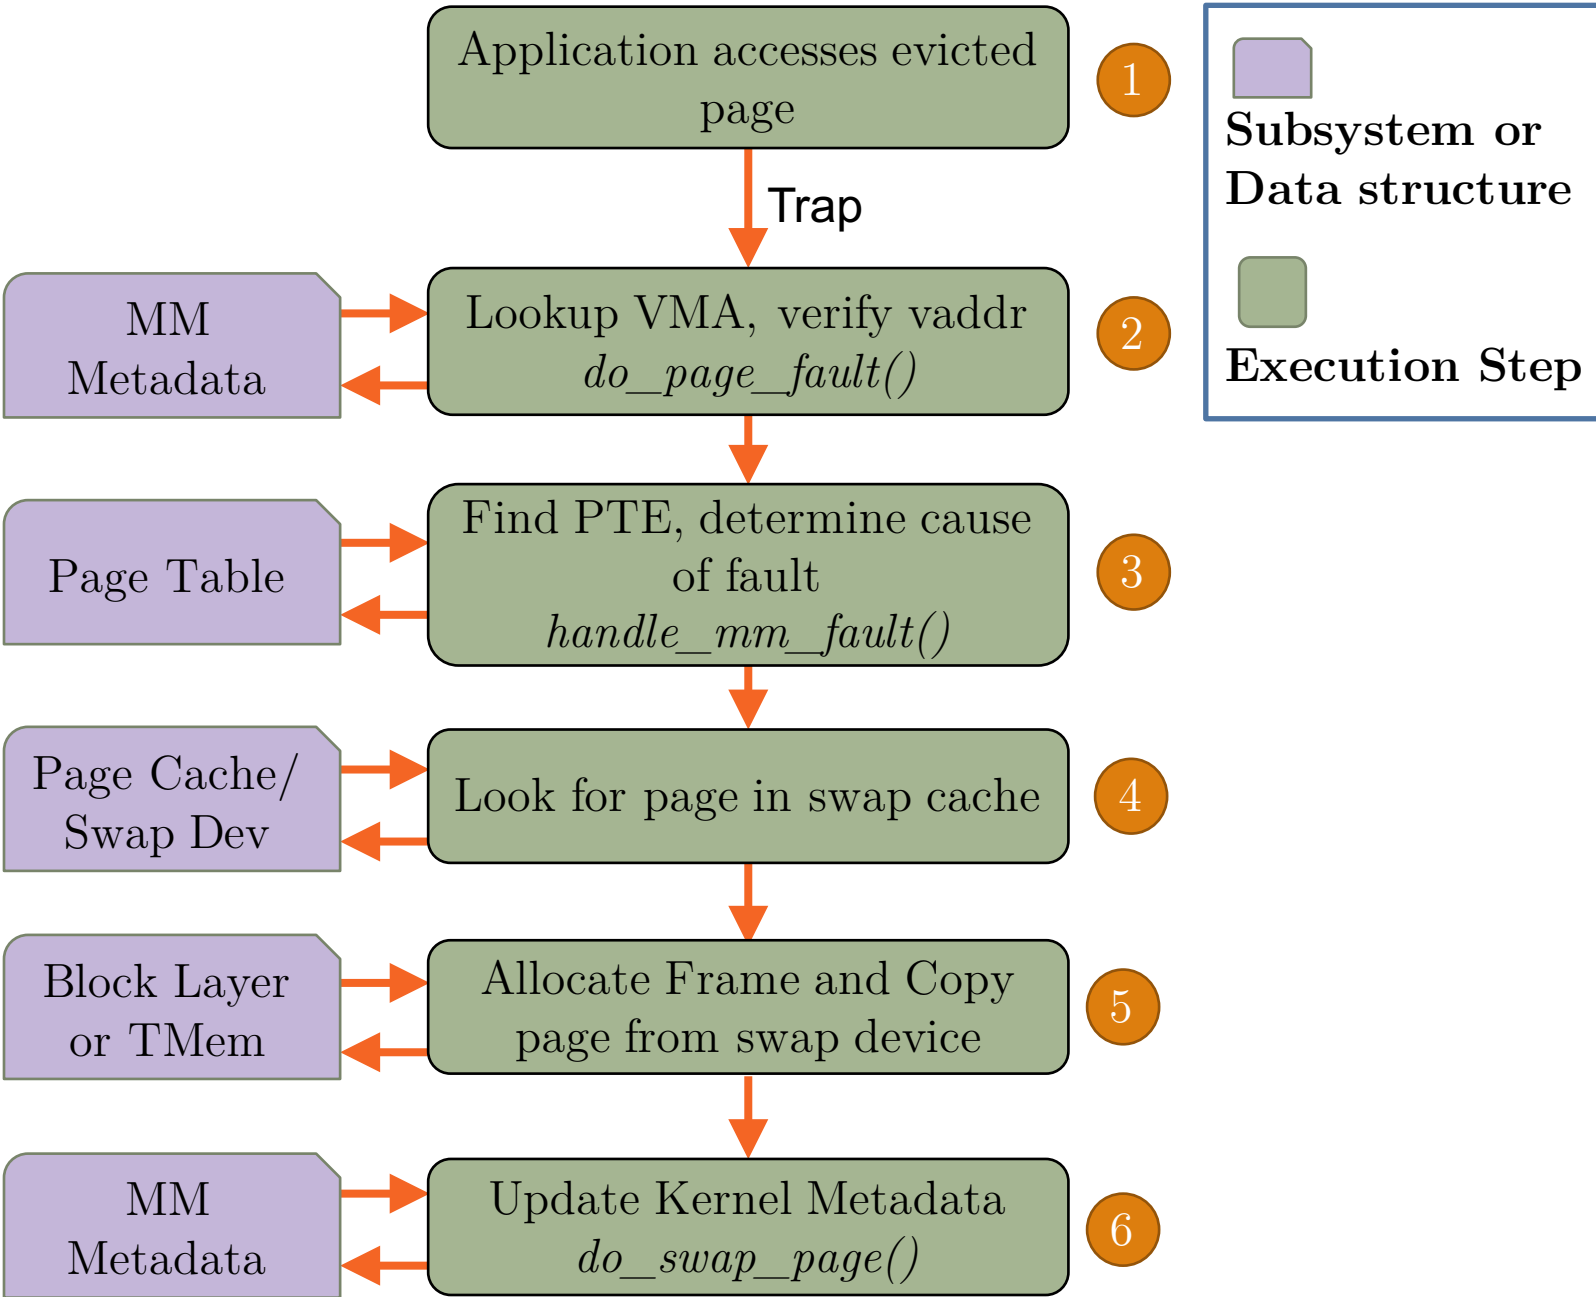 Application accesses evicted
page
1
Trap
MM
Metadata
Lookup VMA, verify vaddr
do_page_fault()
2
Page Table
Find PTE, determine cause
of fault
handle_mm_fault()
3
Page Cache/
Swap Dev
Look for page in swap cache
4
Block Layer
or TMem
Allocate Frame and Copy
page from swap device
5
MM
Metadata
Update Kernel Metadata
do_swap_page()
6
Subsystem or
Data structure
Execution Step